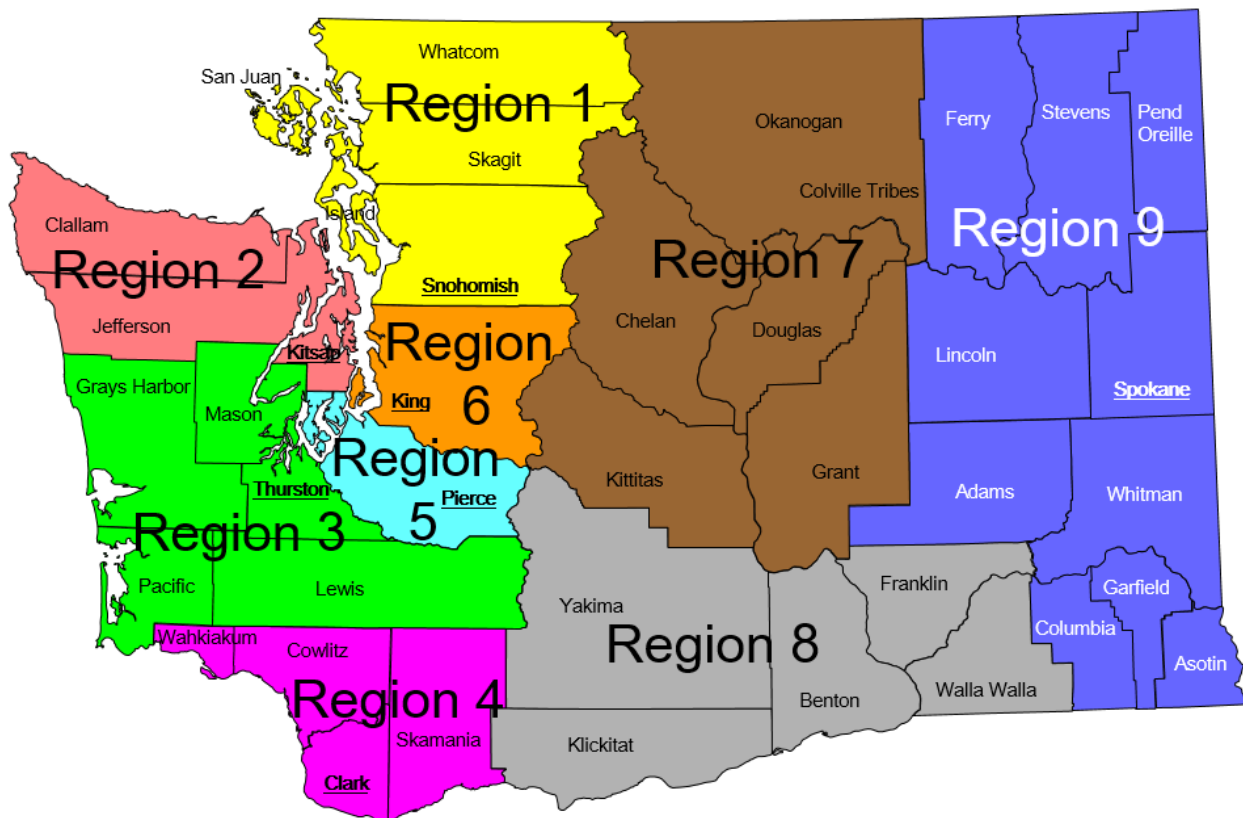 Whatcom
San Juan
Region 1
Skagit
Island
Snohomish
Clallam
Region 2
Jefferson
Kitsap
Grays Harbor
Mason
Thurston
Region 3
Pacific
Lewis
Wahkiakum
Cowlitz
Region 4
Skamania
Clark
Region
5
Pierce
Region
6
King
Okanogan
Colville Tribes
Region 7
Chelan
Douglas
Kittitas
Grant
Yakima
Region 8
Klickitat
Benton
Franklin
Walla Walla
Ferry
Stevens
Pend
Oreille
Region 9
Lincoln
Spokane
Adams
Whitman
Garfield
Columbia
Asotin